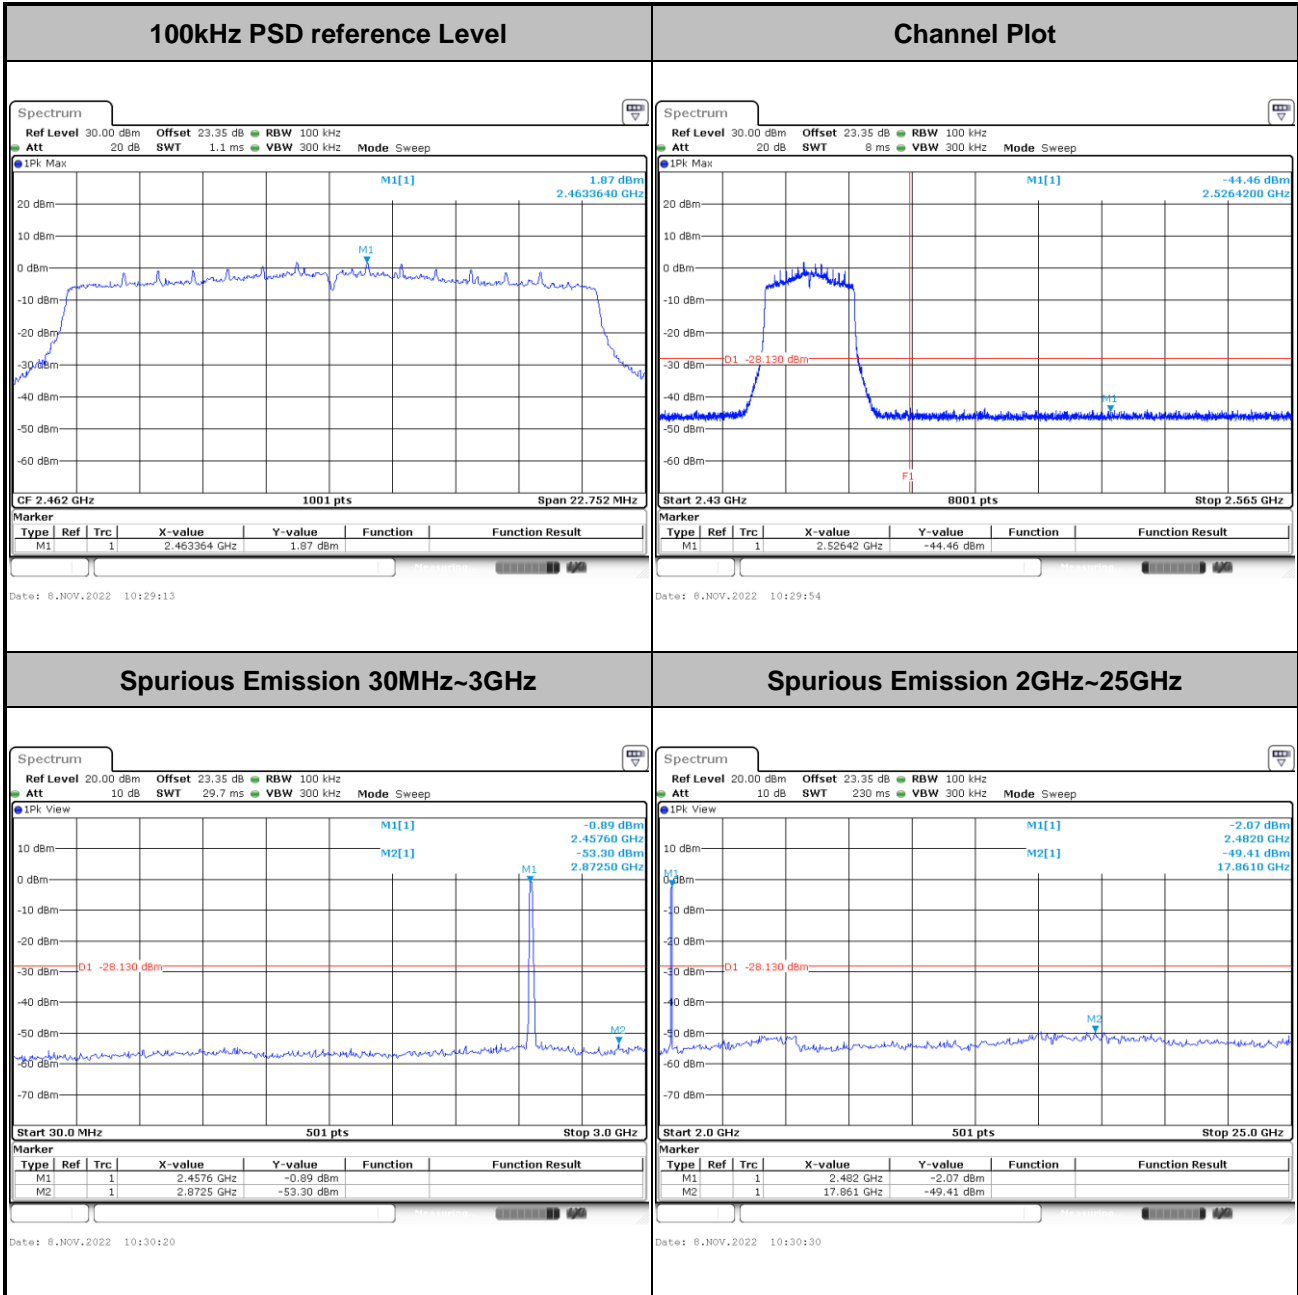 100kHz PSD reference Level
Channel Plot
Spectrum
Ref Level 30.00 dBm Offset 23.35 dB RBW 100 kHz
Att 20 dB SWT 1.1 ms VBW 300 kHz Mode Sweep
1Pk Max
M1[1] 1.87 dBm
2.4633640 GHz
20 dBm
10 dBm
M1
0 dBm
-10 dBm
-20 dBm
-30 dBm
-40 dBm
-50 dBm
-60 dBm
CF 2.462 GHz 1001 pts Span 22.752 MHz
Marker
Type Ref Trc X-value Y-value Function Function Result
M1 1 2.463364 GHz 1.87 dBm
Measuring
Date: 8.NOV.2022 10:29:13
Spectrum
Ref Level 30.00 dBm Offset 23.35 dB RBW 100 kHz
Att 20 dB SWT 8 ms VBW 300 kHz Mode Sweep
1Pk Max
M1[1] -44.46 dBm
2.5264200 GHz
20 dBm
10 dBm
0 dBm
-10 dBm
-20 dBm
D1 -28.130 dBm
-30 dBm
-40 dBm
M1
-50 dBm
-60 dBm
F1
Start 2.43 GHz 8001 pts Stop 2.565 GHz
Marker
Type Ref Trc X-value Y-value Function Function Result
M1 1 2.52642 GHz -44.46 dBm
Measuring
Date: 8.NOV.2022 10:29:54
Spurious Emission 30MHz~3GHz
Spurious Emission 2GHz~25GHz
Spectrum
Ref Level 20.00 dBm Offset 23.35 dB RBW 100 kHz
Att 10 dB SWT 29.7 ms VBW 300 kHz Mode Sweep
1Pk View
M1[1] -0.89 dBm
2.45760 GHz
10 dBm
M2[1] -53.30 dBm
2.87250 GHz
M1
0 dBm
-10 dBm
-20 dBm
D1 -28.130 dBm
-30 dBm
-40 dBm
-50 dBm
M2
-60 dBm
-70 dBm
Start 30.0 MHz 501 pts Stop 3.0 GHz
Marker
Type Ref Trc X-value Y-value Function Function Result
M1 1 2.4576 GHz -0.89 dBm
M2 1 2.8725 GHz -53.30 dBm
Measuring
Date: 8.NOV.2022 10:30:20
Spectrum
Ref Level 20.00 dBm Offset 23.35 dB RBW 100 kHz
Att 10 dB SWT 230 ms VBW 300 kHz Mode Sweep
1Pk View
M1[1] -2.07 dBm
2.4820 GHz
10 dBm
M2[1] -49.41 dBm
17.8610 GHz
M1
0 dBm
-10 dBm
-20 dBm
D1 -28.130 dBm
-30 dBm
-40 dBm
M2
-50 dBm
-60 dBm
-70 dBm
Start 2.0 GHz 501 pts Stop 25.0 GHz
Marker
Type Ref Trc X-value Y-value Function Function Result
M1 1 2.482 GHz -2.07 dBm
M2 1 17.861 GHz -49.41 dBm
Measuring
Date: 8.NOV.2022 10:30:30